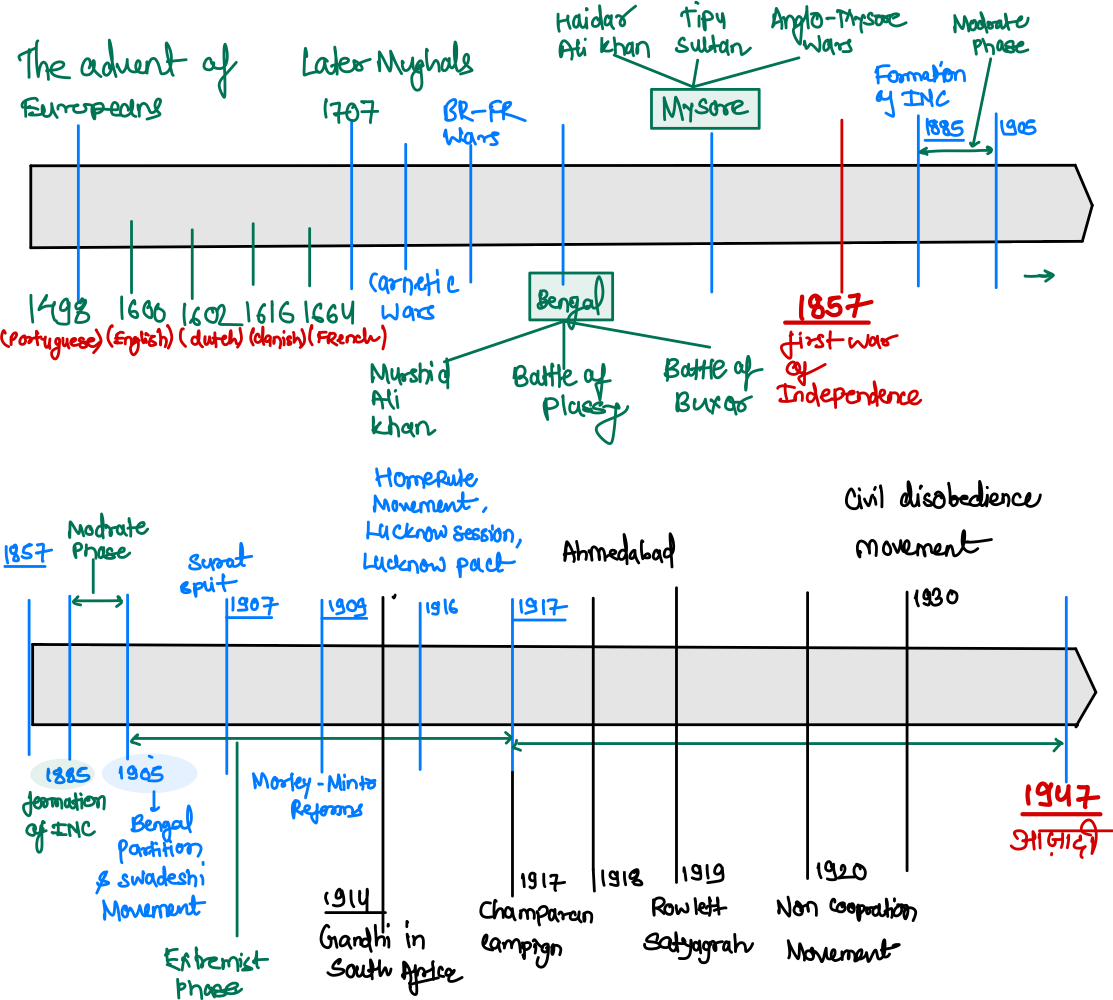 The advent of
Europeans
Later Mughals
1707
BR-FR
Wars
Haidar
Ali Khan
Tipu
Sultan
Anglo-Mysore
Wars
Mysore
Modrate
Phase
Formation
of INC
1885
1905
1498
(Portuguese)
1600
(English)
1602
(dutch)
1616
(danish)
1664
(French)
Carnetic
Wars
Bengal
Murshid
Ali
Khan
Battle of
Plassy
Battle of
Buxar
1857
first war
of
Independence
1857
Modrate
Phase
Surat
split
1907
1909
HomeRule
Movement,
Lucknow session,
Lucknow pact
1916
1917
Ahmedabad
Civil disobedience
movement
1930
1885
formation
of INC
1905
Bengal
Partition
& swadeshi
Movement
Extremist
Phase
Morley-Minto
Reforms
1914
Gandhi in
South Africa
1917
Champaran
campign
1918
1919
Rowlett
Satyagrah
1920
Non coopration
Movement
1947
आज़ादी